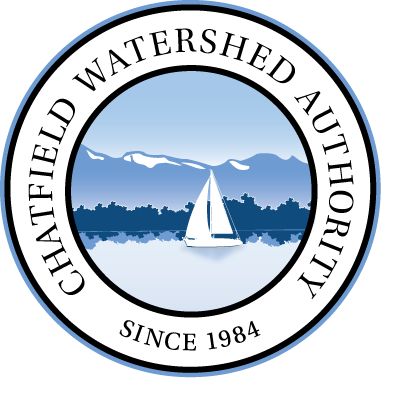 CHATFIELD WATERSHED AUTHORITY
SINCE 1984